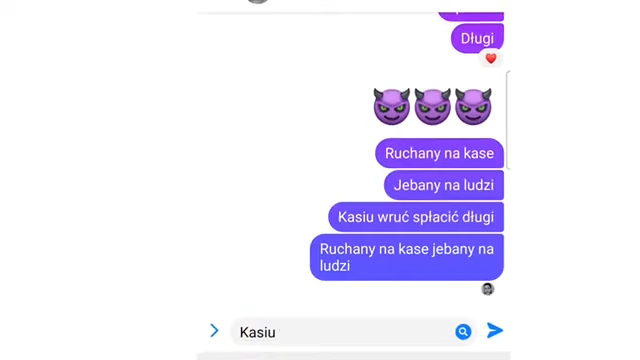 Długi
Ruchany na kase
Jebany na ludzi
Kasiu wruć spłacić długi
Ruchany na kase jebany na
ludzi
Kasiu